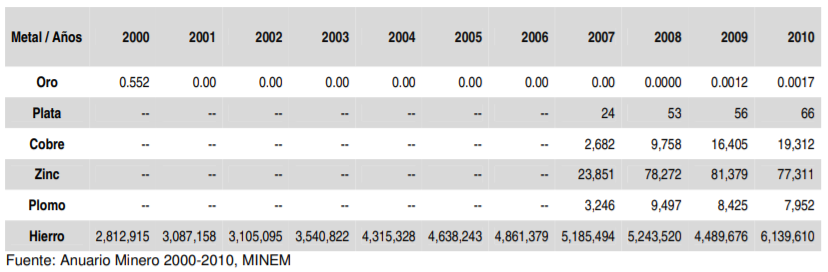 Metal / Años 2000 2001 2002 2003 2004 2005 2006 2007 2008 2009 2010
Oro 0.552 0.00 0.00 0.00 0.00 0.00 0.00 0.00 0.0000 0.0012 0.0017
Plata -- -- -- -- -- -- -- 24 53 56 66
Cobre -- -- -- -- -- -- -- 2,682 9,758 16,405 19,312
Zinc -- -- -- -- -- -- -- 23,851 78,272 81,379 77,311
Plomo -- -- -- -- -- -- -- 3,246 9,497 8,425 7,952
Hierro 2,812,915 3,087,158 3,105,095 3,540,822 4,315,328 4,638,243 4,861,379 5,185,494 5,243,520 4,489,676 6,139,610
Fuente: Anuario Minero 2000-2010, MINEM